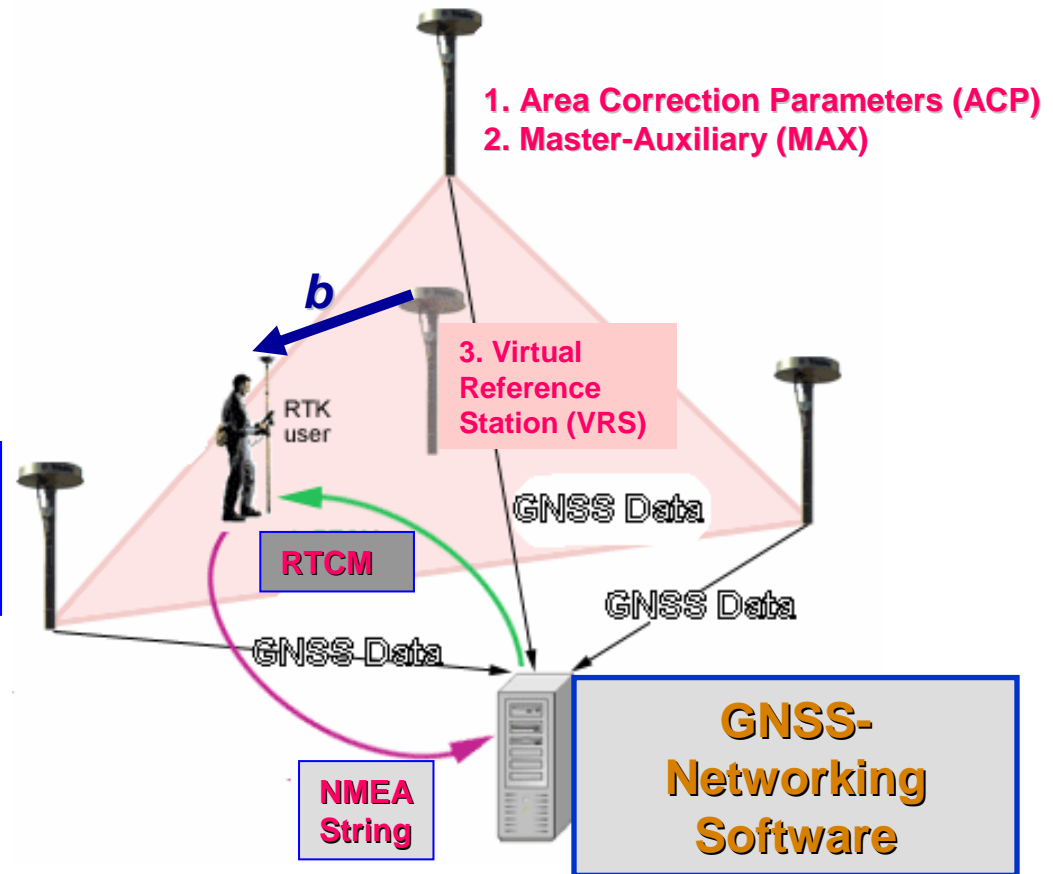 1. Area Correction Parameters (ACP)
2. Master-Auxiliary (MAX)
b
3. Virtual
Reference
Station (VRS)
RTK
user
GNSS Data
RTCM
GNSS Data
GNSS Data
NMEA
String
GNSS-
Networking
Software